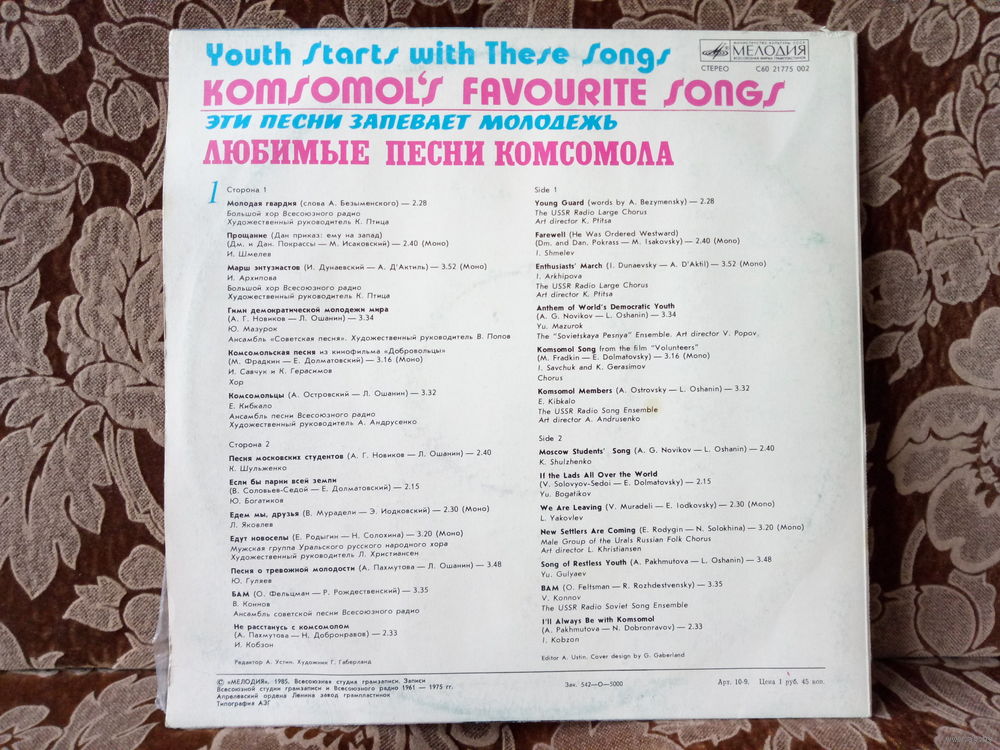 Youth Starts with These Songs
KOMSOMOL'S FAVOURITE SONGS
ЭТИ ПЕСНИ ЗАПЕВАЕТ МОЛОДЕЖЬ
ЛЮБИМЫЕ ПЕСНИ КОМСОМОЛА
МИНИСТЕРСТВО КУЛЬТУРЫ СССР
МЕЛОДИЯ
ВСЕСОЮЗНАЯ ФИРМА ГРАМПЛАСТИНОК
СТЕРЕО С60 21775 002
1
Сторона 1
Молодая гвардия (слова А. Безыменского) — 2.28
Большой хор Всесоюзного радио
Художественный руководитель К. Птица
Прощание (Дан приказ: ему на запад)
(Дм. и Дан. Покрассы — М. Исаковский) — 2.40 (Моно)
И. Шмелев
Марш энтузиастов (И. Дунаевский — А. Д'Актиль) — 3.52 (Моно)
И. Архипова
Большой хор Всесоюзного радио
Художественный руководитель К. Птица
Гимн демократической молодежи мира
(А. Г. Новиков — Л. Ошанин) — 3.34
Ю. Мазурок
Ансамбль «Советская песня». Художественный руководитель В. Попов
Комсомольская песня из кинофильма «Добровольцы»
(М. Фрадкин — Е. Долматовский) — 3.16 (Моно)
И. Савчук и К. Герасимов
Хор
Комсомольцы (А. Островский — Л. Ошанин) — 3.32
Е. Кибкало
Ансамбль песни Всесоюзного радио
Художественный руководитель А. Андрусенко
Сторона 2
Песня московских студентов (А. Г. Новиков — Л. Ошанин) — 2.40
К. Шульженко
Если бы парни всей земли
(В. Соловьев-Седой — Е. Долматовский) — 2.15
Ю. Богатиков
Едем мы, друзья (В. Мурадели — Э. Иодковский) — 2.30 (Моно)
Л. Яковлев
Едут новоселы (Е. Родыгин — Н. Солохина) — 3.20 (Моно)
Мужская группа Уральского русского народного хора
Художественный руководитель Л. Христиансен
Песня о тревожной молодости (А. Пахмутова — Л. Ошанин) — 3.48
Ю. Гуляев
БАМ (О. Фельцман — Р. Рождественский) — 3.35
В. Коннов
Ансамбль советской песни Всесоюзного радио
Не расстанусь с комсомолом
(А. Пахмутова — Н. Добронравов) — 2.33
И. Кобзон
Редактор А. Устин. Художник Г. Габерланд
Side 1
Young Guard (words by A. Bezymensky) — 2.28
The USSR Radio Large Chorus
Art director K. Ptitsa
Farewell (He Was Ordered Westward)
(Dm. and Dan. Pokrass — M. Isakovsky) — 2.40 (Mono)
I. Shmelev
Enthusiasts' March (I. Dunaevsky — A. D'Aktil) — 3.52 (Mono)
I. Arkhipova
The USSR Radio Large Chorus
Art director K. Ptitsa
Anthem of World's Democratic Youth
(A. G. Novikov — L. Oshanin) — 3.34
Yu. Mazurok
The "Sovietskaya Pesnya" Ensemble. Art director V. Popov
Komsomol Song from the film "Volunteers"
(M. Fradkin — E. Dolmatovsky) — 3.16 (Mono)
I. Savchuk and K. Gerasimov
Chorus
Komsomol Members (A. Ostrovsky — L. Oshanin) — 3.32
E. Kibkalo
The USSR Radio Song Ensemble
Art director A. Andrusenko
Side 2
Moscow Students' Song (A. G. Novikov — L. Oshanin) — 2.40
K. Shulzhenko
If the Lads All Over the World
(V. Solovyov-Sedoi — E. Dolmatovsky) — 2.15
Yu. Bogatikov
We Are Leaving (V. Muradeli — E. Iodkovsky) — 2.30 (Mono)
L. Yakovlev
New Settlers Are Coming (E. Rodygin — N. Solokhina) — 3.20 (Mono)
Male Group of the Urals Russian Folk Chorus
Art director L. Khristiansen
Song of Restless Youth (A. Pakhmutova — L. Oshanin) — 3.48
Yu. Gulyaev
BAM (O. Feltsman — R. Rozhdestvensky) — 3.35
V. Konnov
The USSR Radio Soviet Song Ensemble
I'll Always Be with Komsomol
(A. Pakhmutova — N. Dobronravov) — 2.33
I. Kobzon
Editor A. Ustin. Cover design by G. Gaberland
© «МЕЛОДИЯ», 1985. Всесоюзная студия грамзаписи. Записи
Всесоюзной студии грамзаписи и Всесоюзного радио 1961 — 1975 гг.
Апрелевский ордена Ленина завод грампластинок
Типография АЗГ
Зак. 542—О—5000
Арт. 10-9. Цена 1 руб. 45 коп.